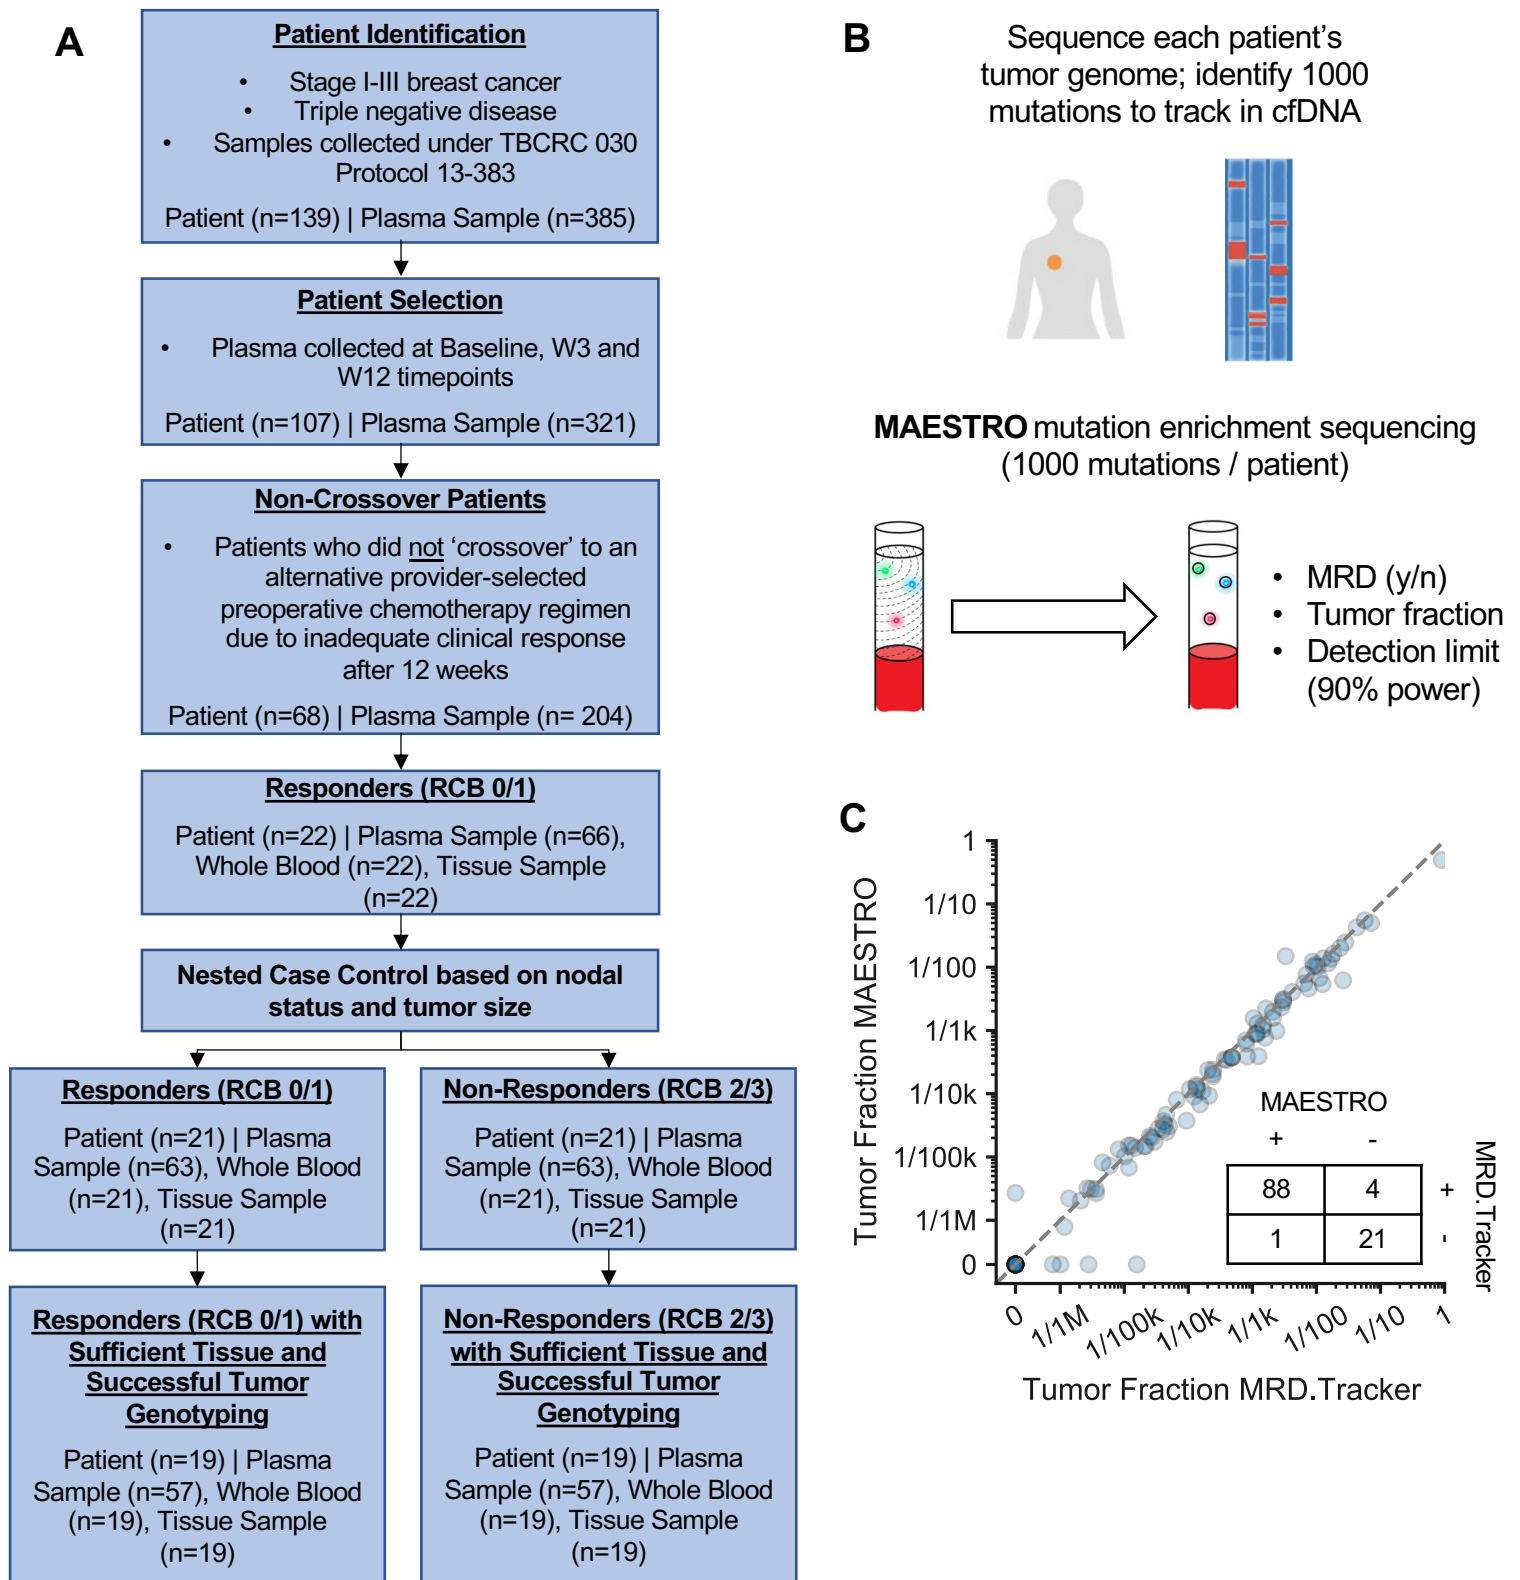 A
Patient Identification
• Stage I-III breast cancer
• Triple negative disease
• Samples collected under TBCRC 030
Protocol 13-383
Patient (n=139) | Plasma Sample (n=385)
Patient Selection
• Plasma collected at Baseline, W3 and
W12 timepoints
Patient (n=107) | Plasma Sample (n=321)
Non-Crossover Patients
• Patients who did not ‘crossover’ to an
alternative provider-selected
preoperative chemotherapy regimen
due to inadequate clinical response
after 12 weeks
Patient (n=68) | Plasma Sample (n= 204)
Responders (RCB 0/1)
Patient (n=22) | Plasma Sample (n=66),
Whole Blood (n=22), Tissue Sample
(n=22)
Nested Case Control based on nodal
status and tumor size
Responders (RCB 0/1)
Patient (n=21) | Plasma
Sample (n=63), Whole Blood
(n=21), Tissue Sample
(n=21)
Non-Responders (RCB 2/3)
Patient (n=21) | Plasma
Sample (n=63), Whole Blood
(n=21), Tissue Sample
(n=21)
Responders (RCB 0/1) with
Sufficient Tissue and
Successful Tumor
Genotyping
Patient (n=19) | Plasma
Sample (n=57), Whole Blood
(n=19), Tissue Sample
(n=19)
Non-Responders (RCB 2/3)
with Sufficient Tissue and
Successful Tumor
Genotyping
Patient (n=19) | Plasma
Sample (n=57), Whole Blood
(n=19), Tissue Sample
(n=19)
B
Sequence each patient’s
tumor genome; identify 1000
mutations to track in cfDNA
MAESTRO mutation enrichment sequencing
(1000 mutations / patient)
• MRD (y/n)
• Tumor fraction
• Detection limit
(90% power)
C
Tumor Fraction MAESTRO
1
1/10
1/100
1/1k
1/10k
1/100k
1/1M
0
MAESTRO
+ -
88 4 +
1 21 -
MRD.Tracker
0 1/1M 1/100k 1/10k 1/1k 1/100 1/10 1
Tumor Fraction MRD.Tracker